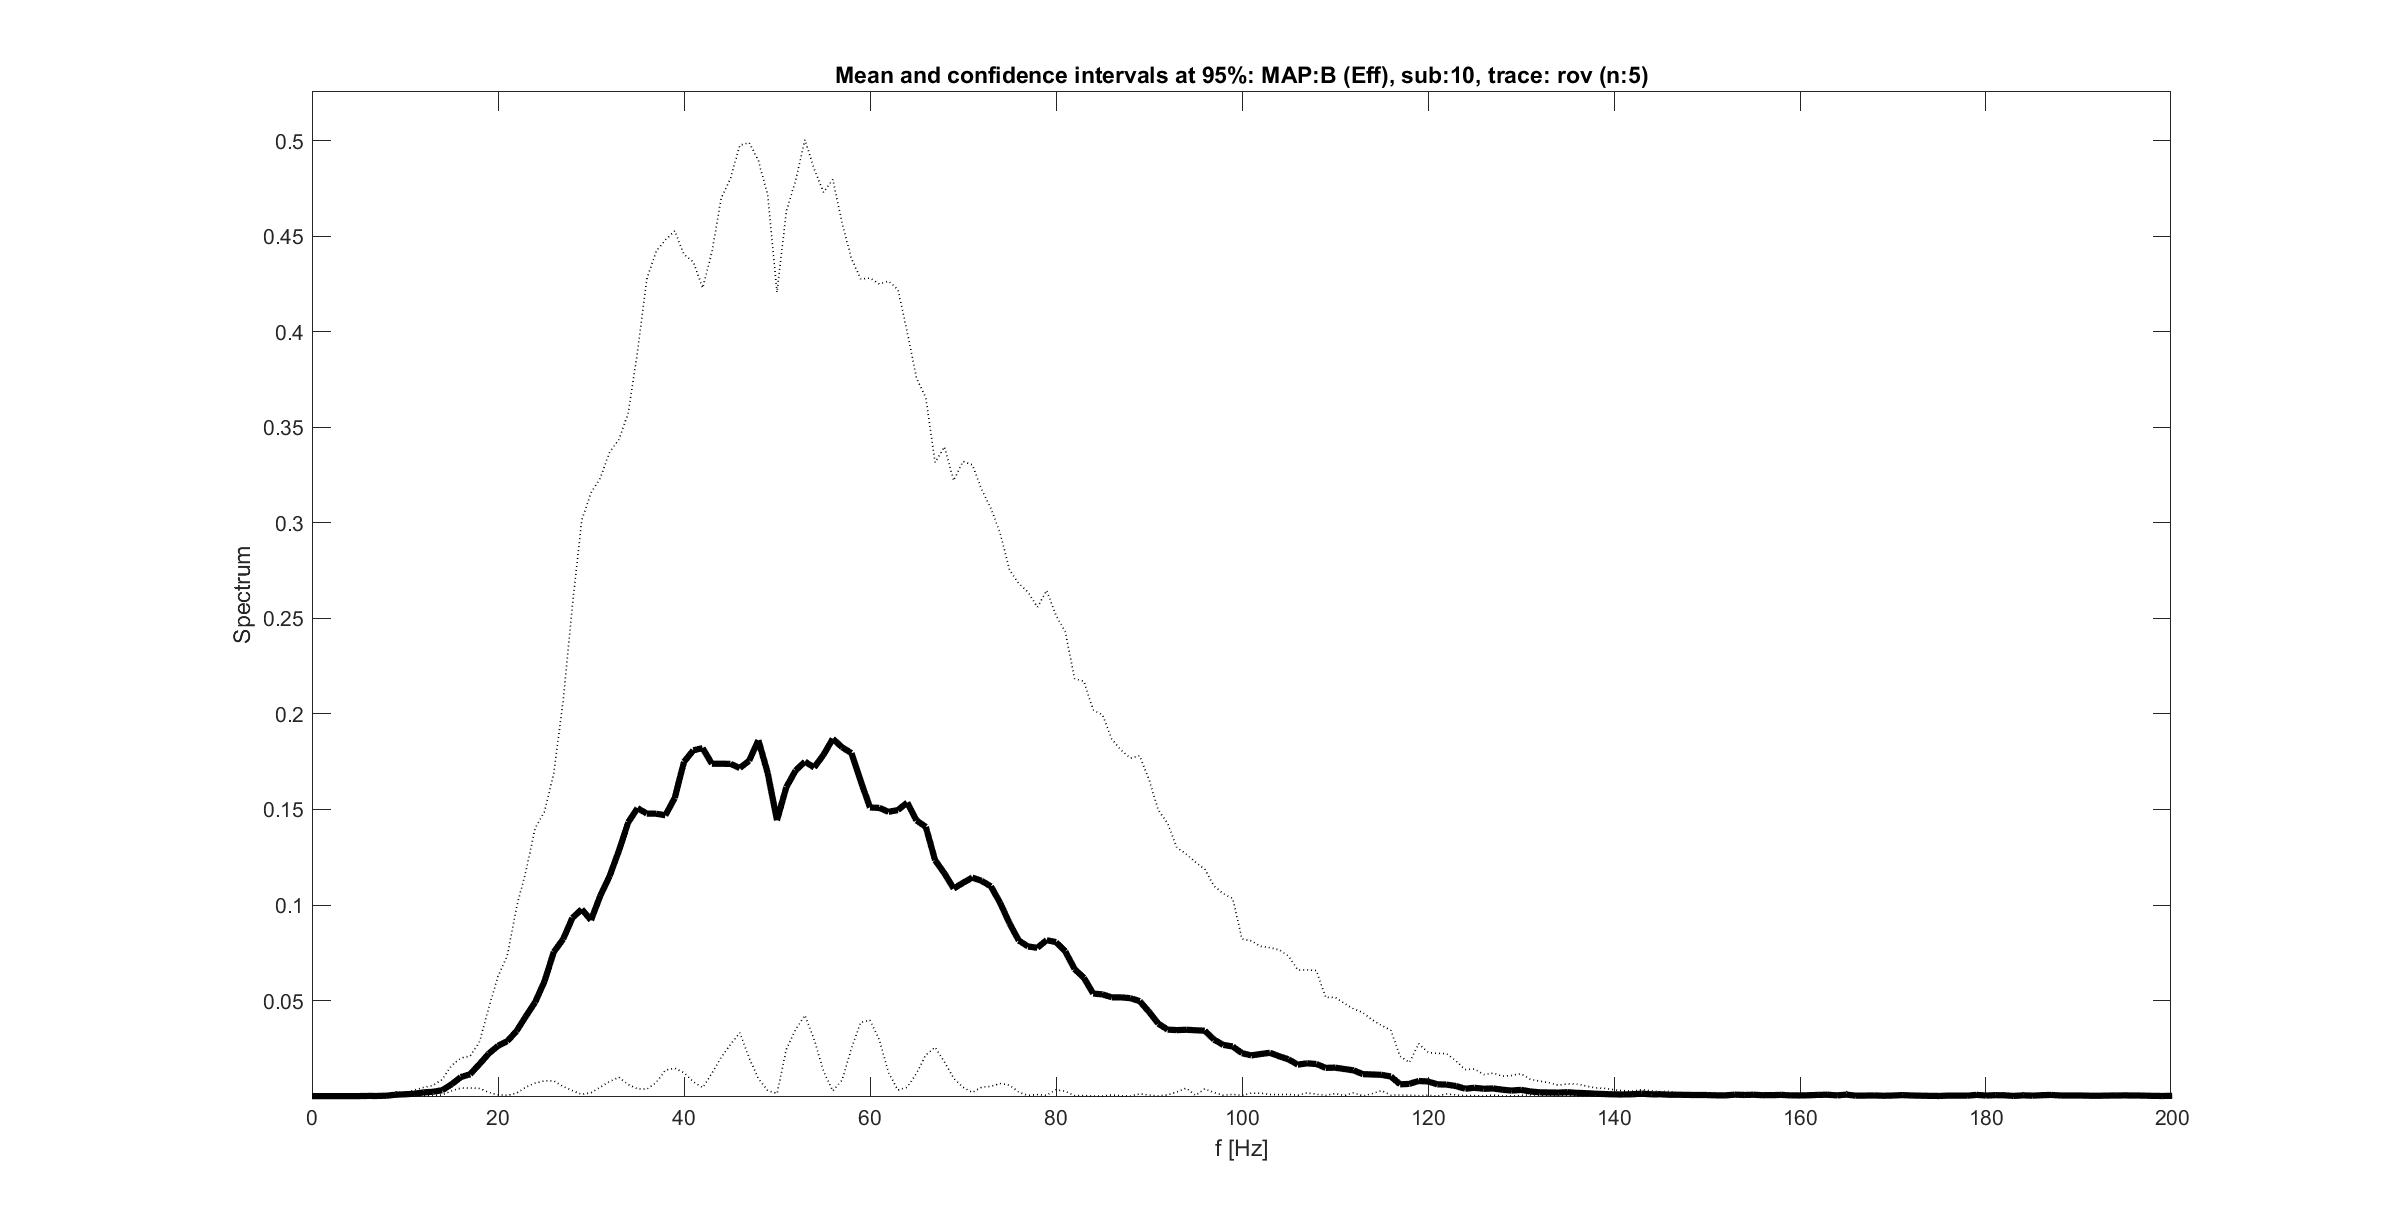 Mean and confidence intervals at 95%: MAP:B (Eff), sub:10, trace: rov (n:5)
0.5
0.45
0.4
0.35
0.3
0.25
0.2
0.15
0.1
0.05
Spectrum
0 20 40 60 80 100 120 140 160 180 200
f [Hz]